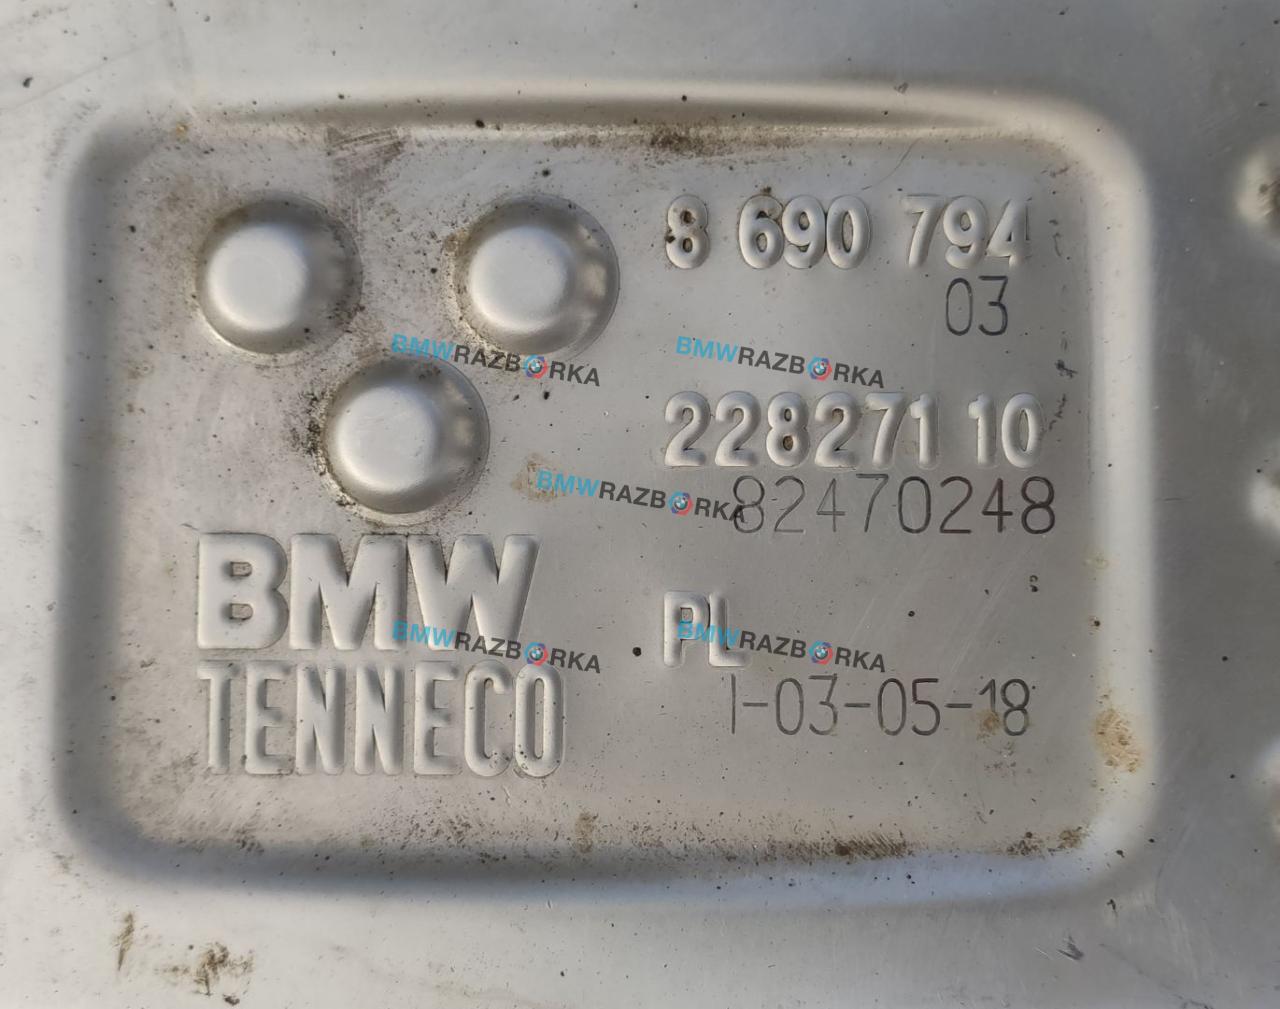 8 690 794
03
BMWRAZBORKA
BMWRAZBORKA
228271 10
82470248
BMWRAZBORKA
BMW
PL
BMWRAZBORKA
BMWRAZBORKA
TENNECO
1-03-05-18